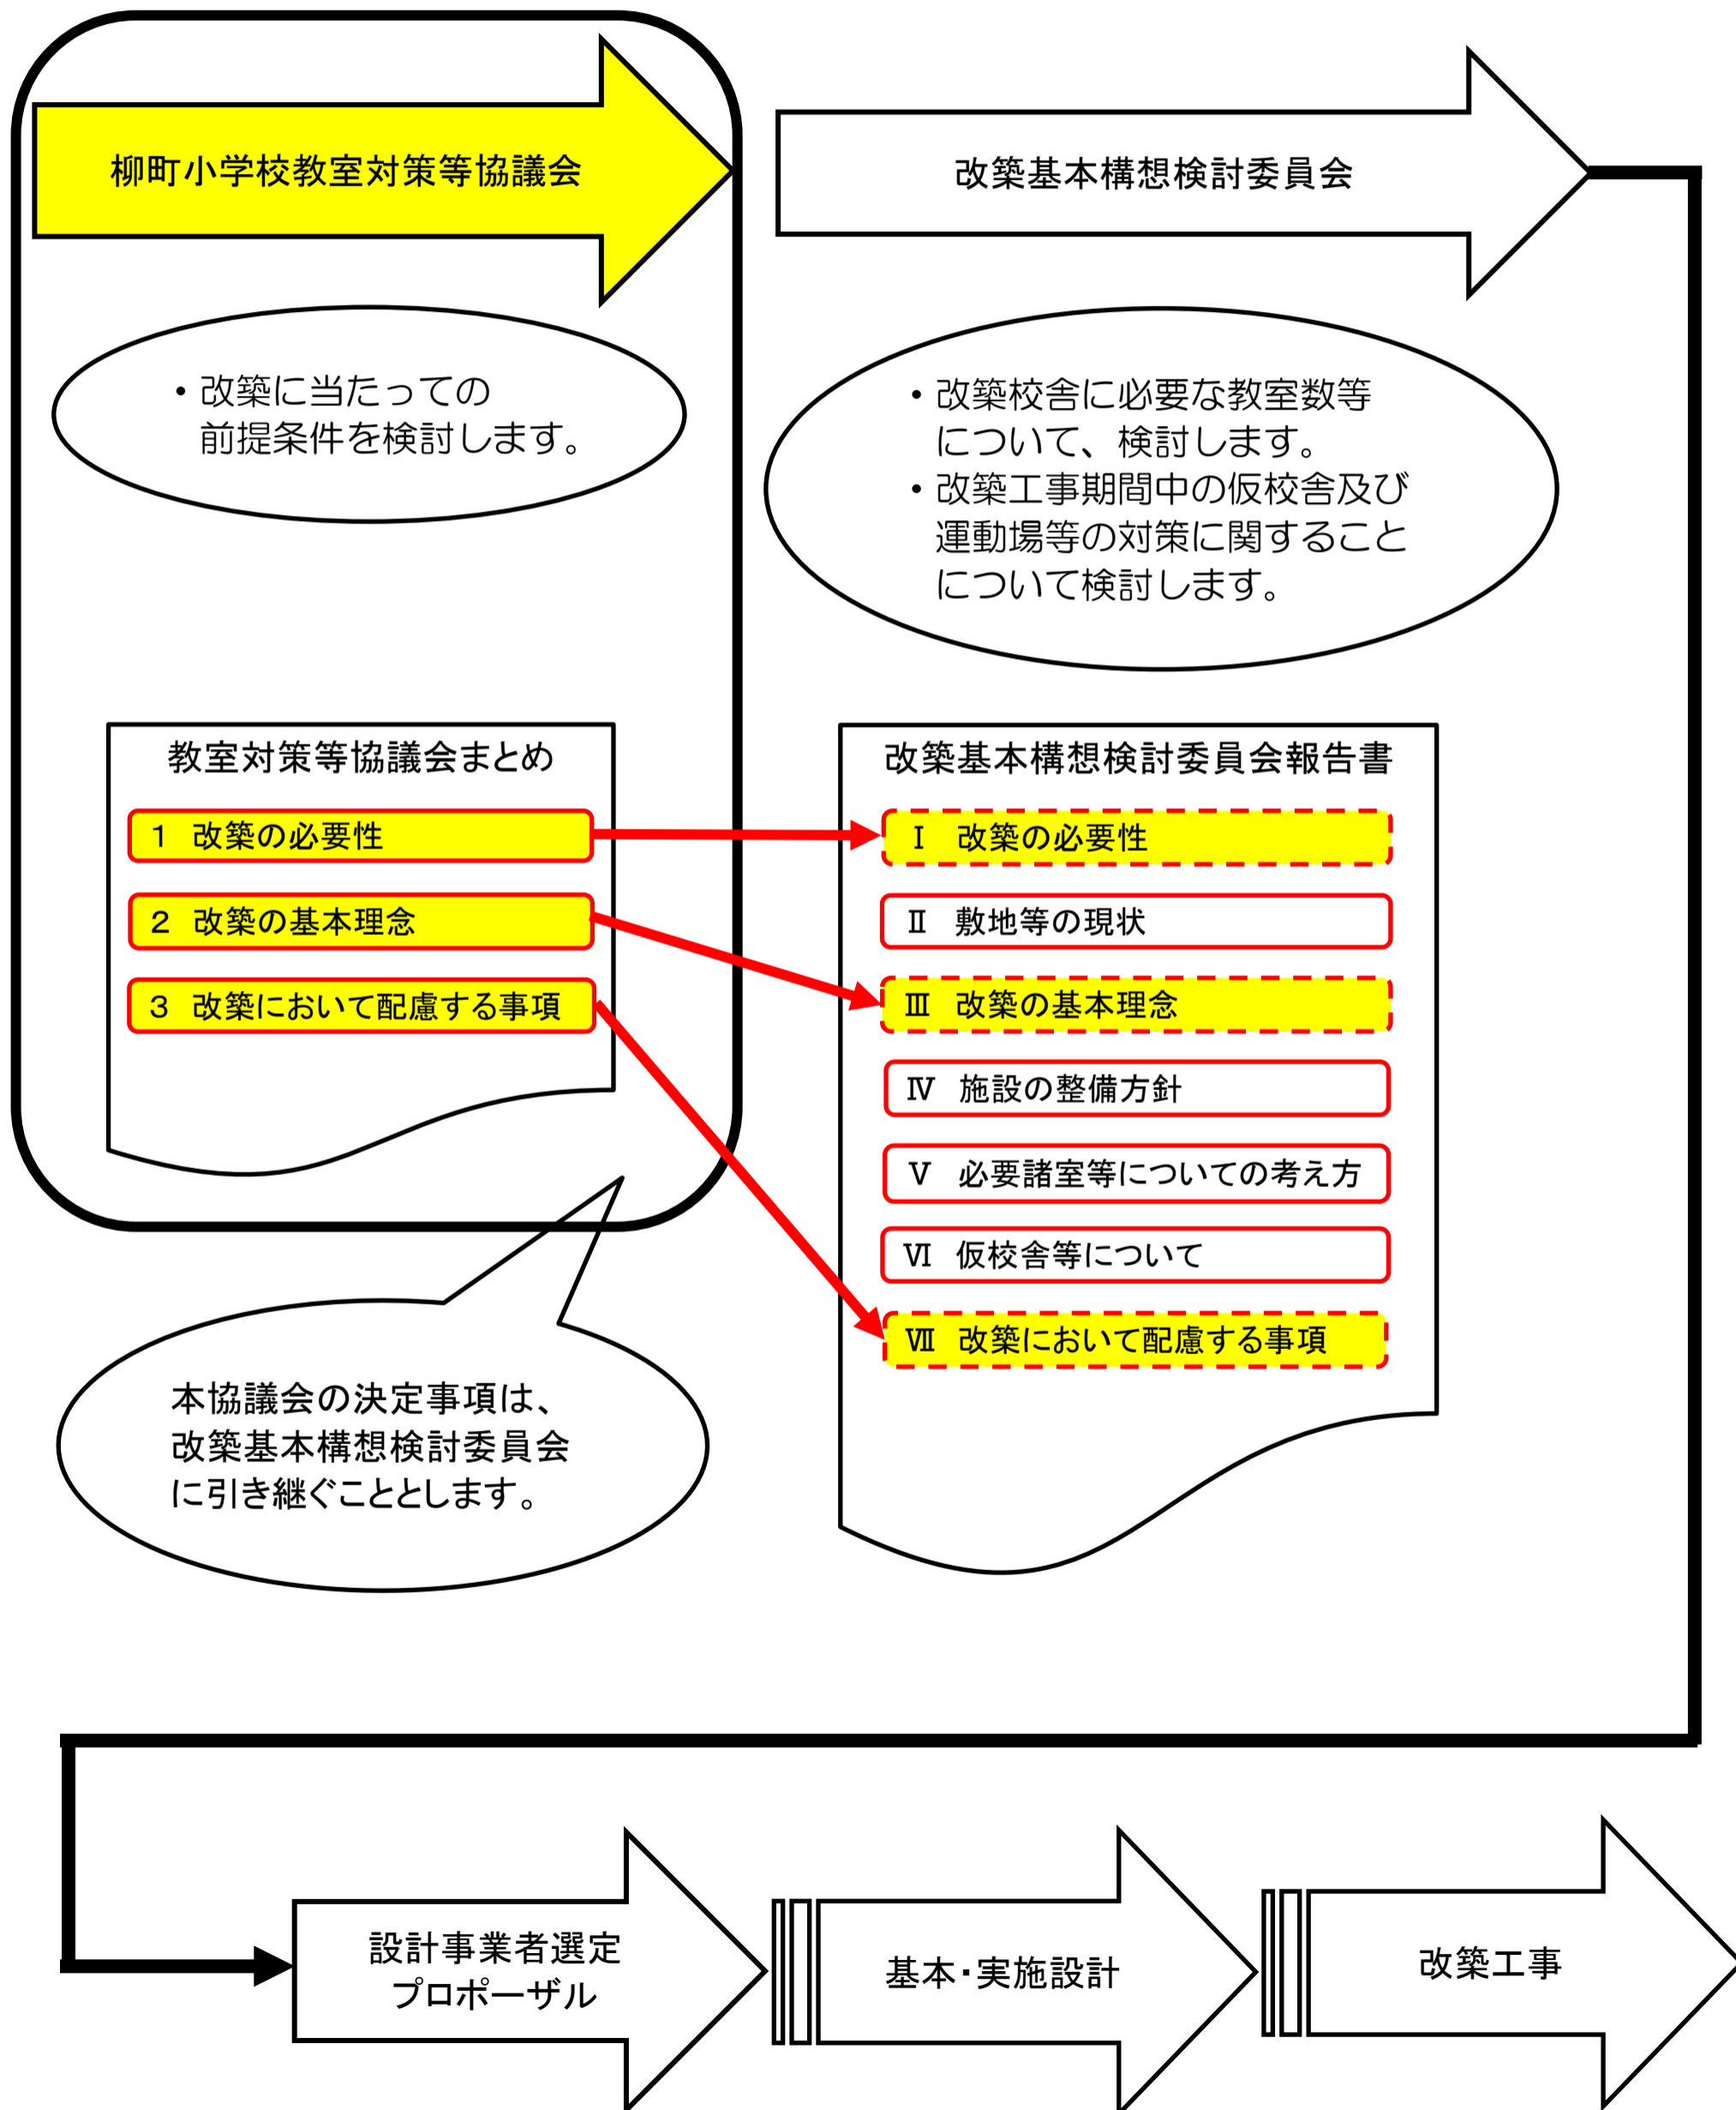 柳町小学校教室対策等協議会
改築基本構想検討委員会
・改築に当たっての
前提条件を検討します。
・改築校舎に必要な教室数等
について、検討します。
・改築工事期間中の仮校舎及び
運動場等の対策に関すること
について検討します。
教室対策等協議会まとめ
1 改築の必要性
2 改築の基本理念
3 改築において配慮する事項
改築基本構想検討委員会報告書
Ⅰ 改築の必要性
Ⅱ 敷地等の現状
Ⅲ 改築の基本理念
Ⅳ 施設の整備方針
Ⅴ 必要諸室等についての考え方
Ⅵ 仮校舎等について
Ⅶ 改築において配慮する事項
本協議会の決定事項は、
改築基本構想検討委員会
に引き継ぐこととします。
設計事業者選定
プロポーザル
基本・実施設計
改築工事